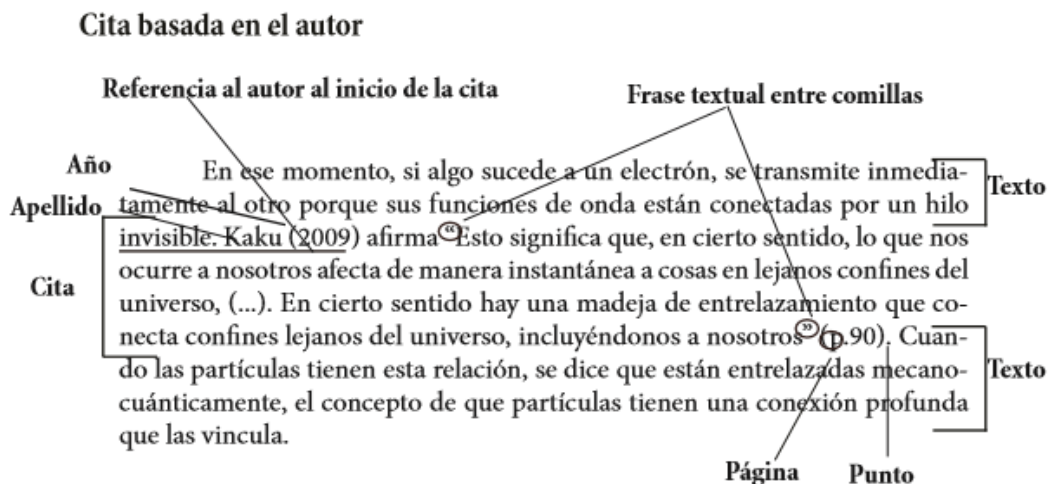 Cita basada en el autor
Referencia al autor al inicio de la cita
Frase textual entre comillas
Año
Apellido
Cita
En ese momento, si algo sucede a un electrón, se transmite inmedia-
tamente al otro porque sus funciones de onda están conectadas por un hilo
invisible. Kaku (2009) afirma “Esto significa que, en cierto sentido, lo que nos
ocurre a nosotros afecta de manera instantánea a cosas en lejanos confines del
universo, (...). En cierto sentido hay una madeja de entrelazamiento que co-
necta confines lejanos del universo, incluyéndonos a nosotros” (p.90). Cuan-
do las partículas tienen esta relación, se dice que están entrelazadas mecano-
cuánticamente, el concepto de que partículas tienen una conexión profunda
que las vincula.
Texto
Texto
Página
Punto